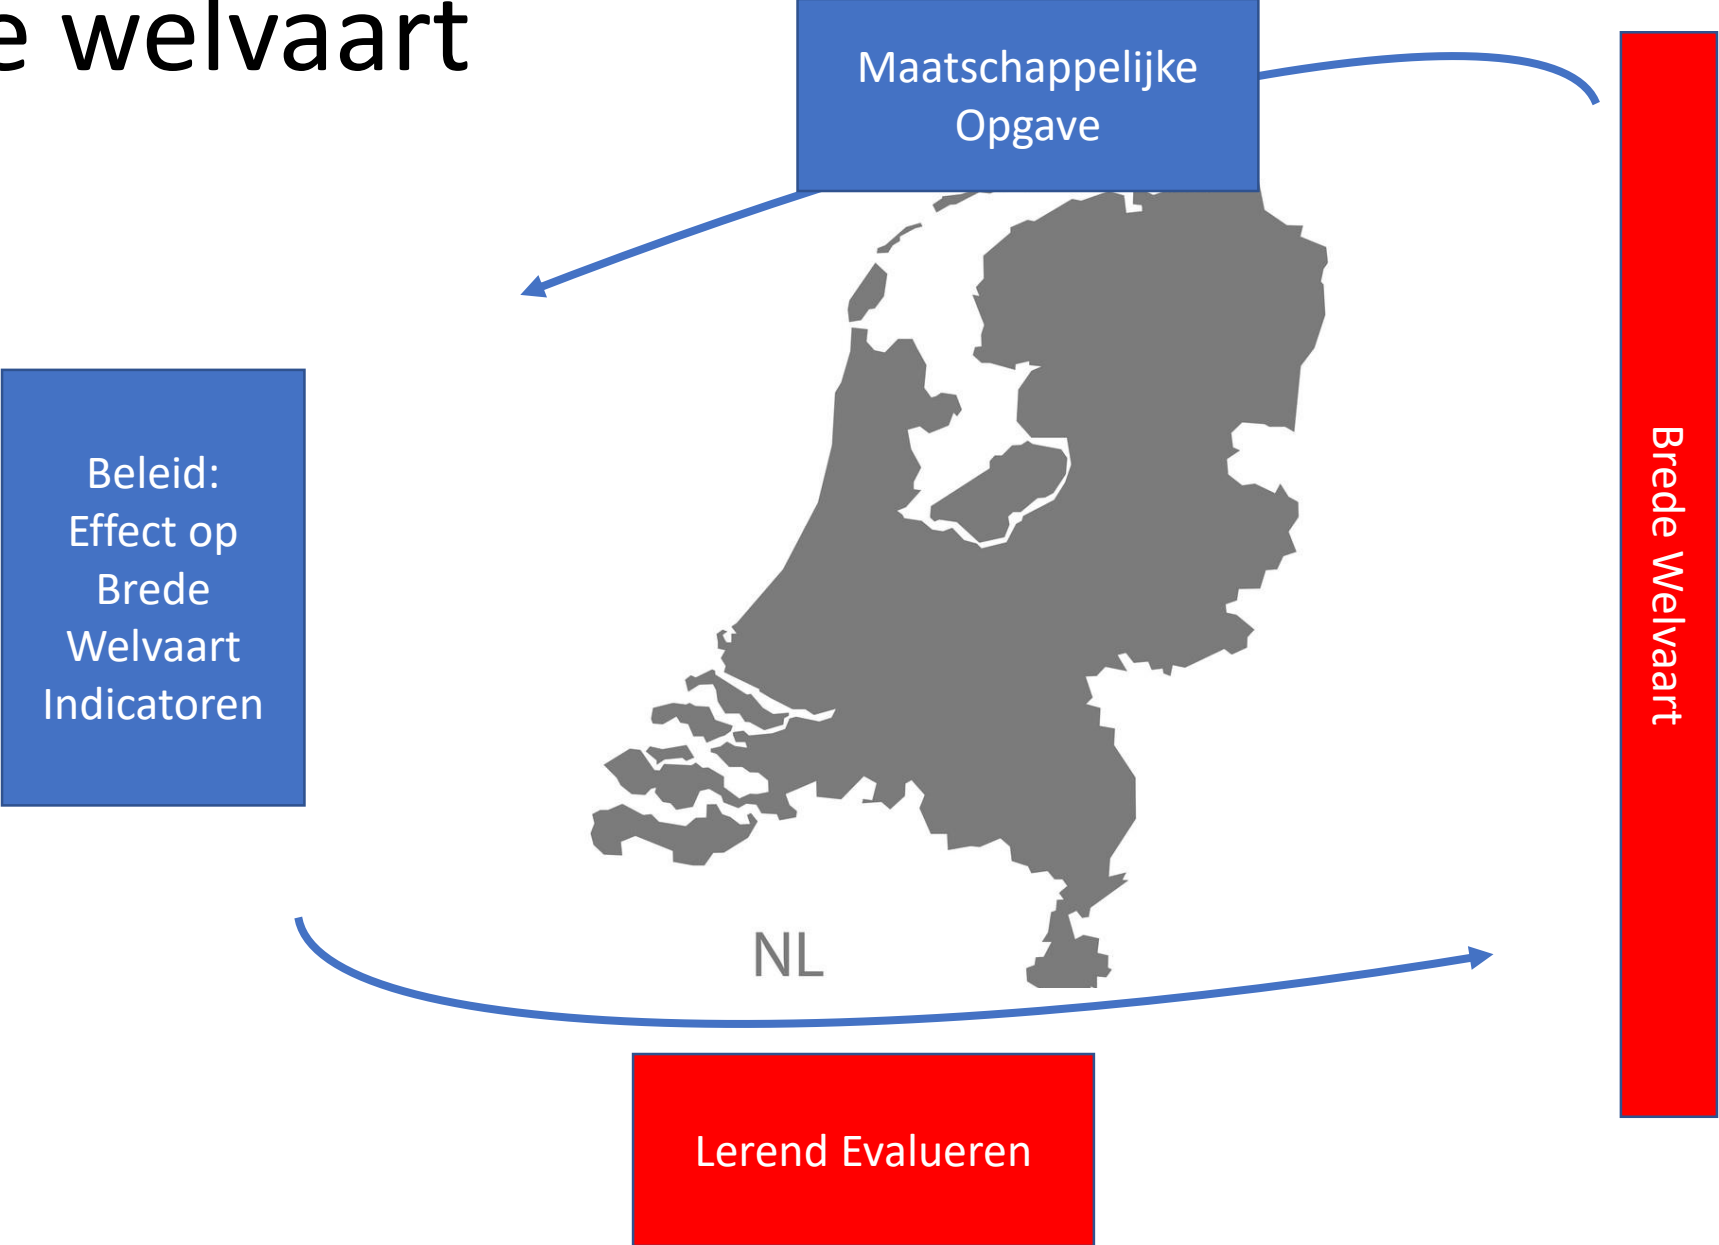 e welvaart
Maatschappelijke
Opgave
Beleid:
Effect op
Brede
Welvaart
Indicatoren
Brede Welvaart
NL
Lerend Evalueren